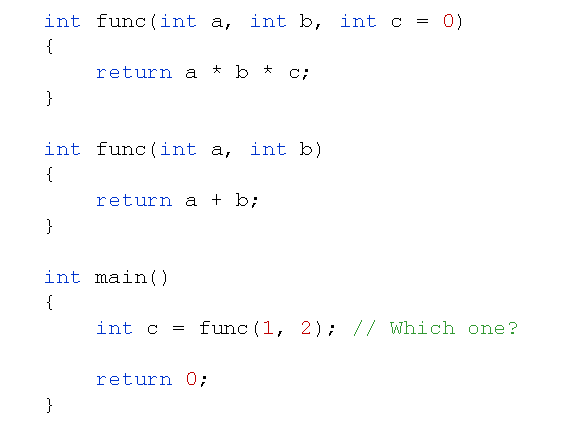 int func(int a, int b, int c = 0)
{
    return a * b * c;
}

int func(int a, int b)
{
    return a + b;
}

int main()
{
    int c = func(1, 2); // Which one?

    return 0;
}